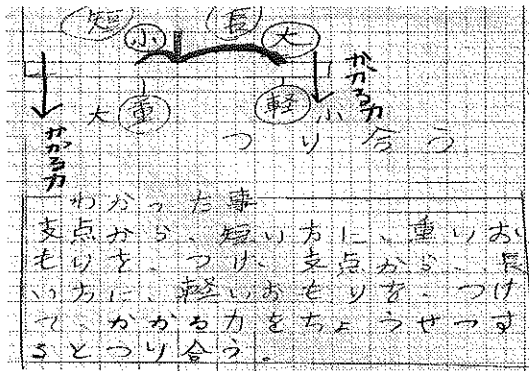 短 長
小 大
大 重 軽 小
かかる力 かかる力
つり合う
わかった事
支点から、短い方に、重いお
もりを、つけ、支点から、長
い方に、軽いおもりを、つけ
て、かかる力をちょうせつす
るとつり合う。